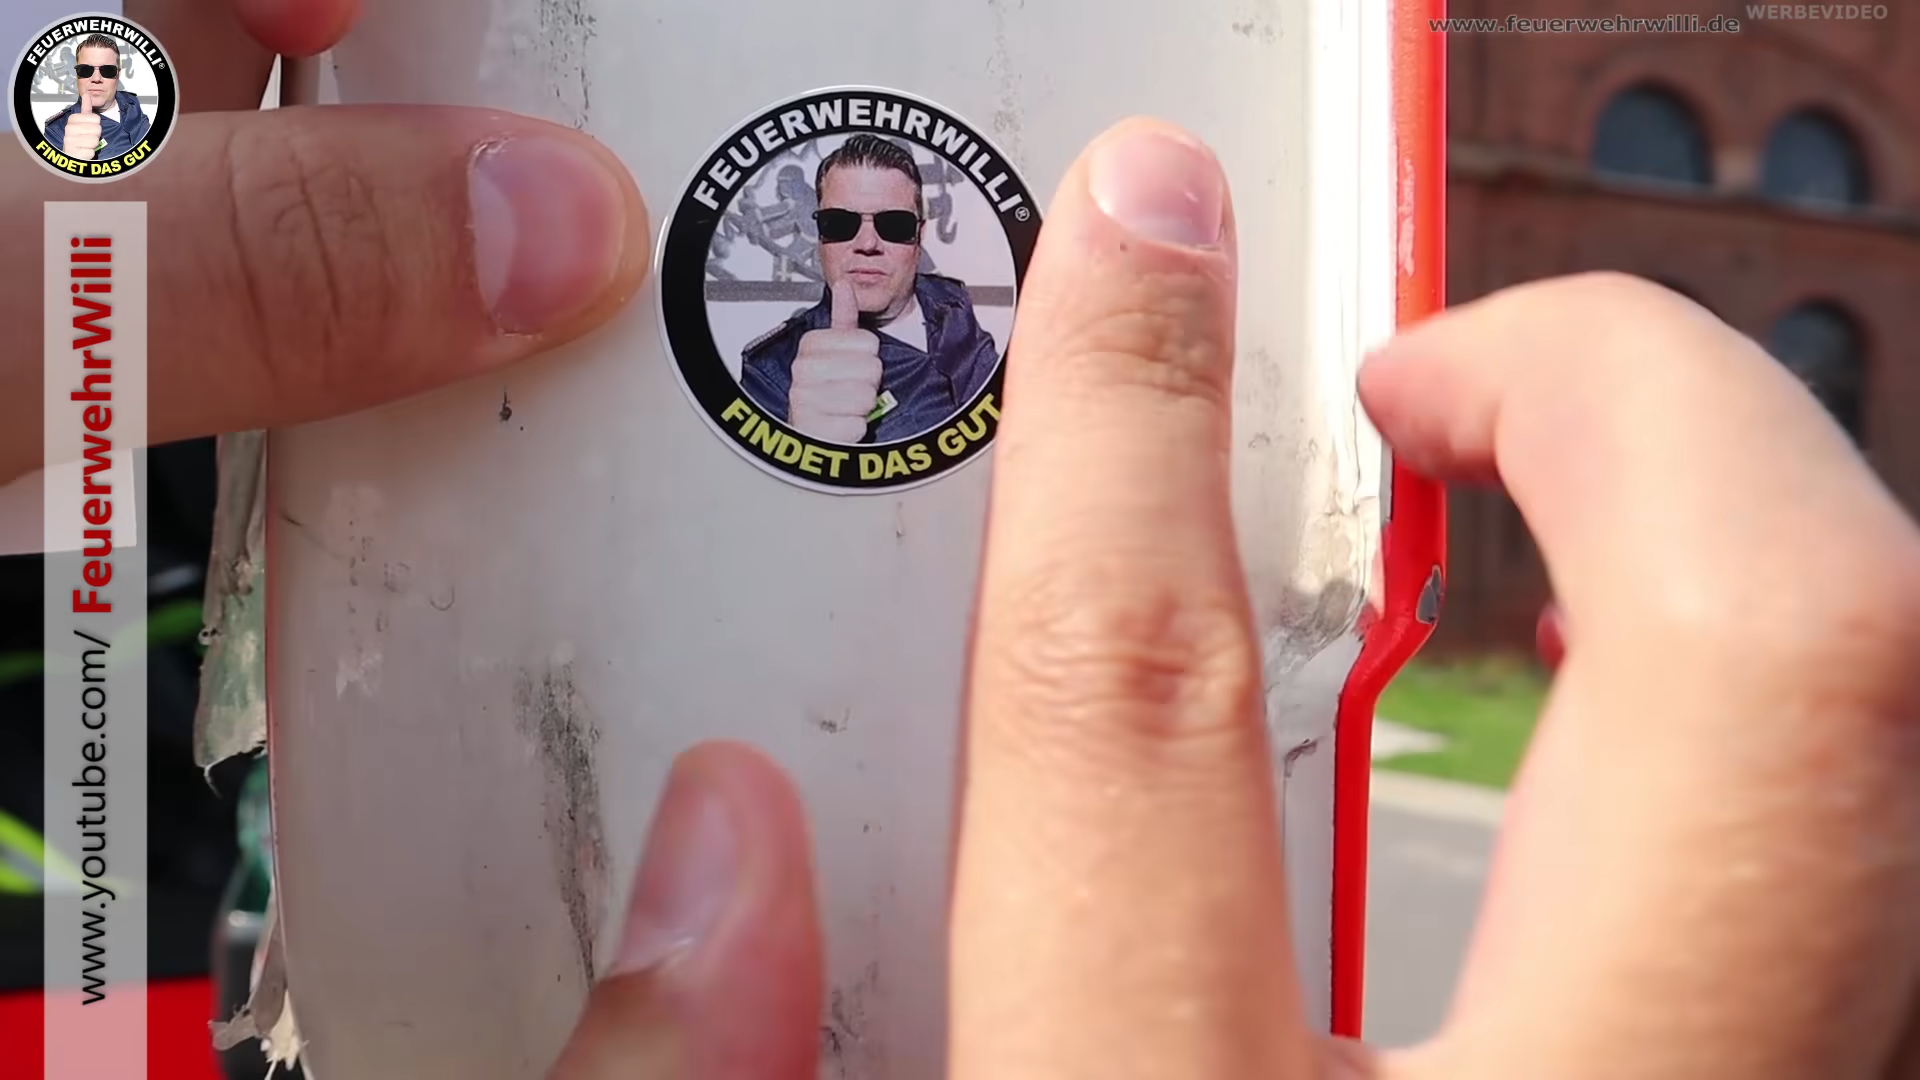 FEUERWEHRWILLI®
FINDET DAS GUT
www.feuerwehrwilli.de
WERBEVIDEO
FEUERWEHRWILLI®
FINDET DAS GUT
www.youtube.com/ FeuerwehrWilli